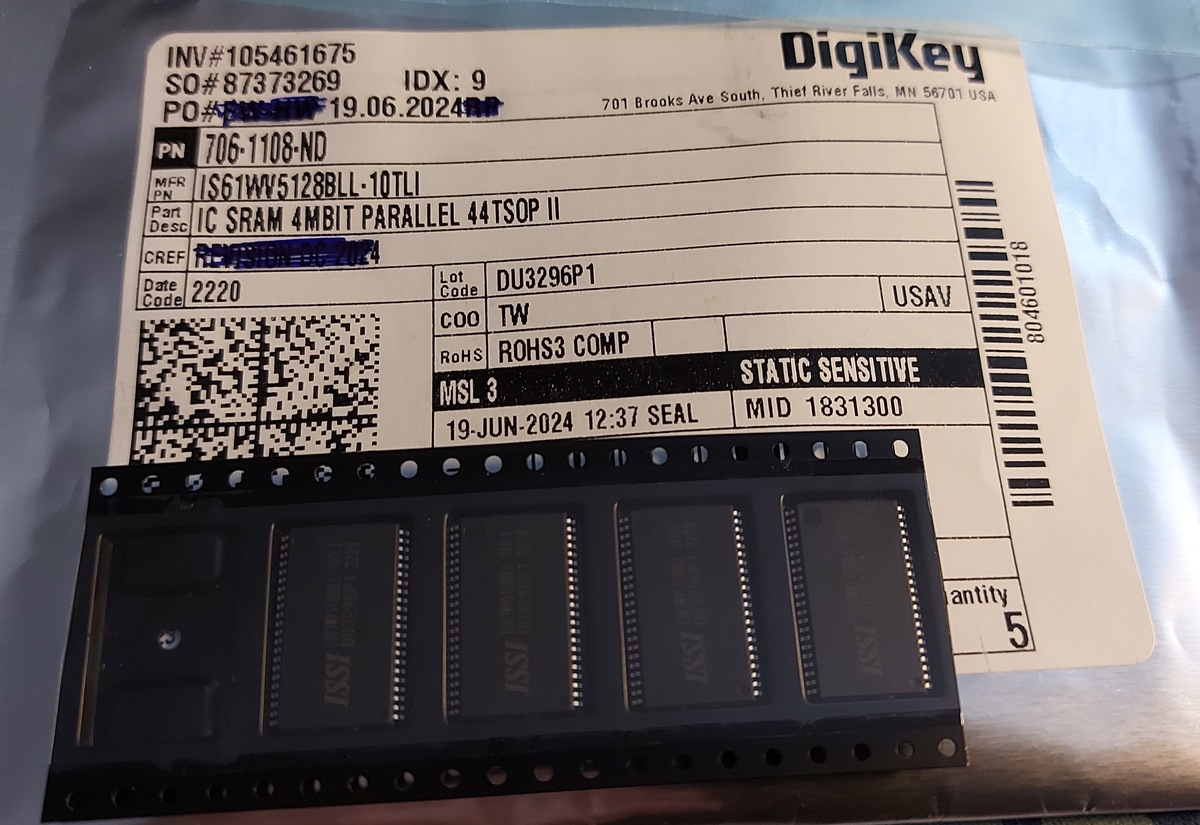 INV#105461675
SO#87373269 IDX: 9
PO# 19.06.2024
DigiKey
701 Brooks Ave South, Thief River Falls, MN 56701 USA
PN 706-1108-ND
MFR PN IS61WV5128BLL-10TLI
Part Desc IC SRAM 4MBIT PARALLEL 44TSOP II
CREF
Date Code 2220
Lot Code DU3296P1
COO TW
USAV
RoHS ROHS3 COMP
MSL 3 STATIC SENSITIVE
19-JUN-2024 12:37 SEAL MID 1831300
804601018
antity
5
ISSI
ISSI
ISSI
ISSI